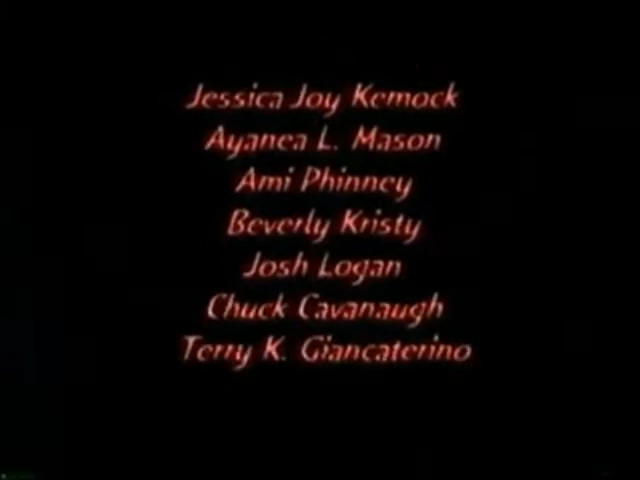 Jessica Joy Kemock
Ayanea L. Mason
Ami Phinney
Beverly Kristy
Josh Logan
Chuck Cavanaugh
Terry K. Giancaterino